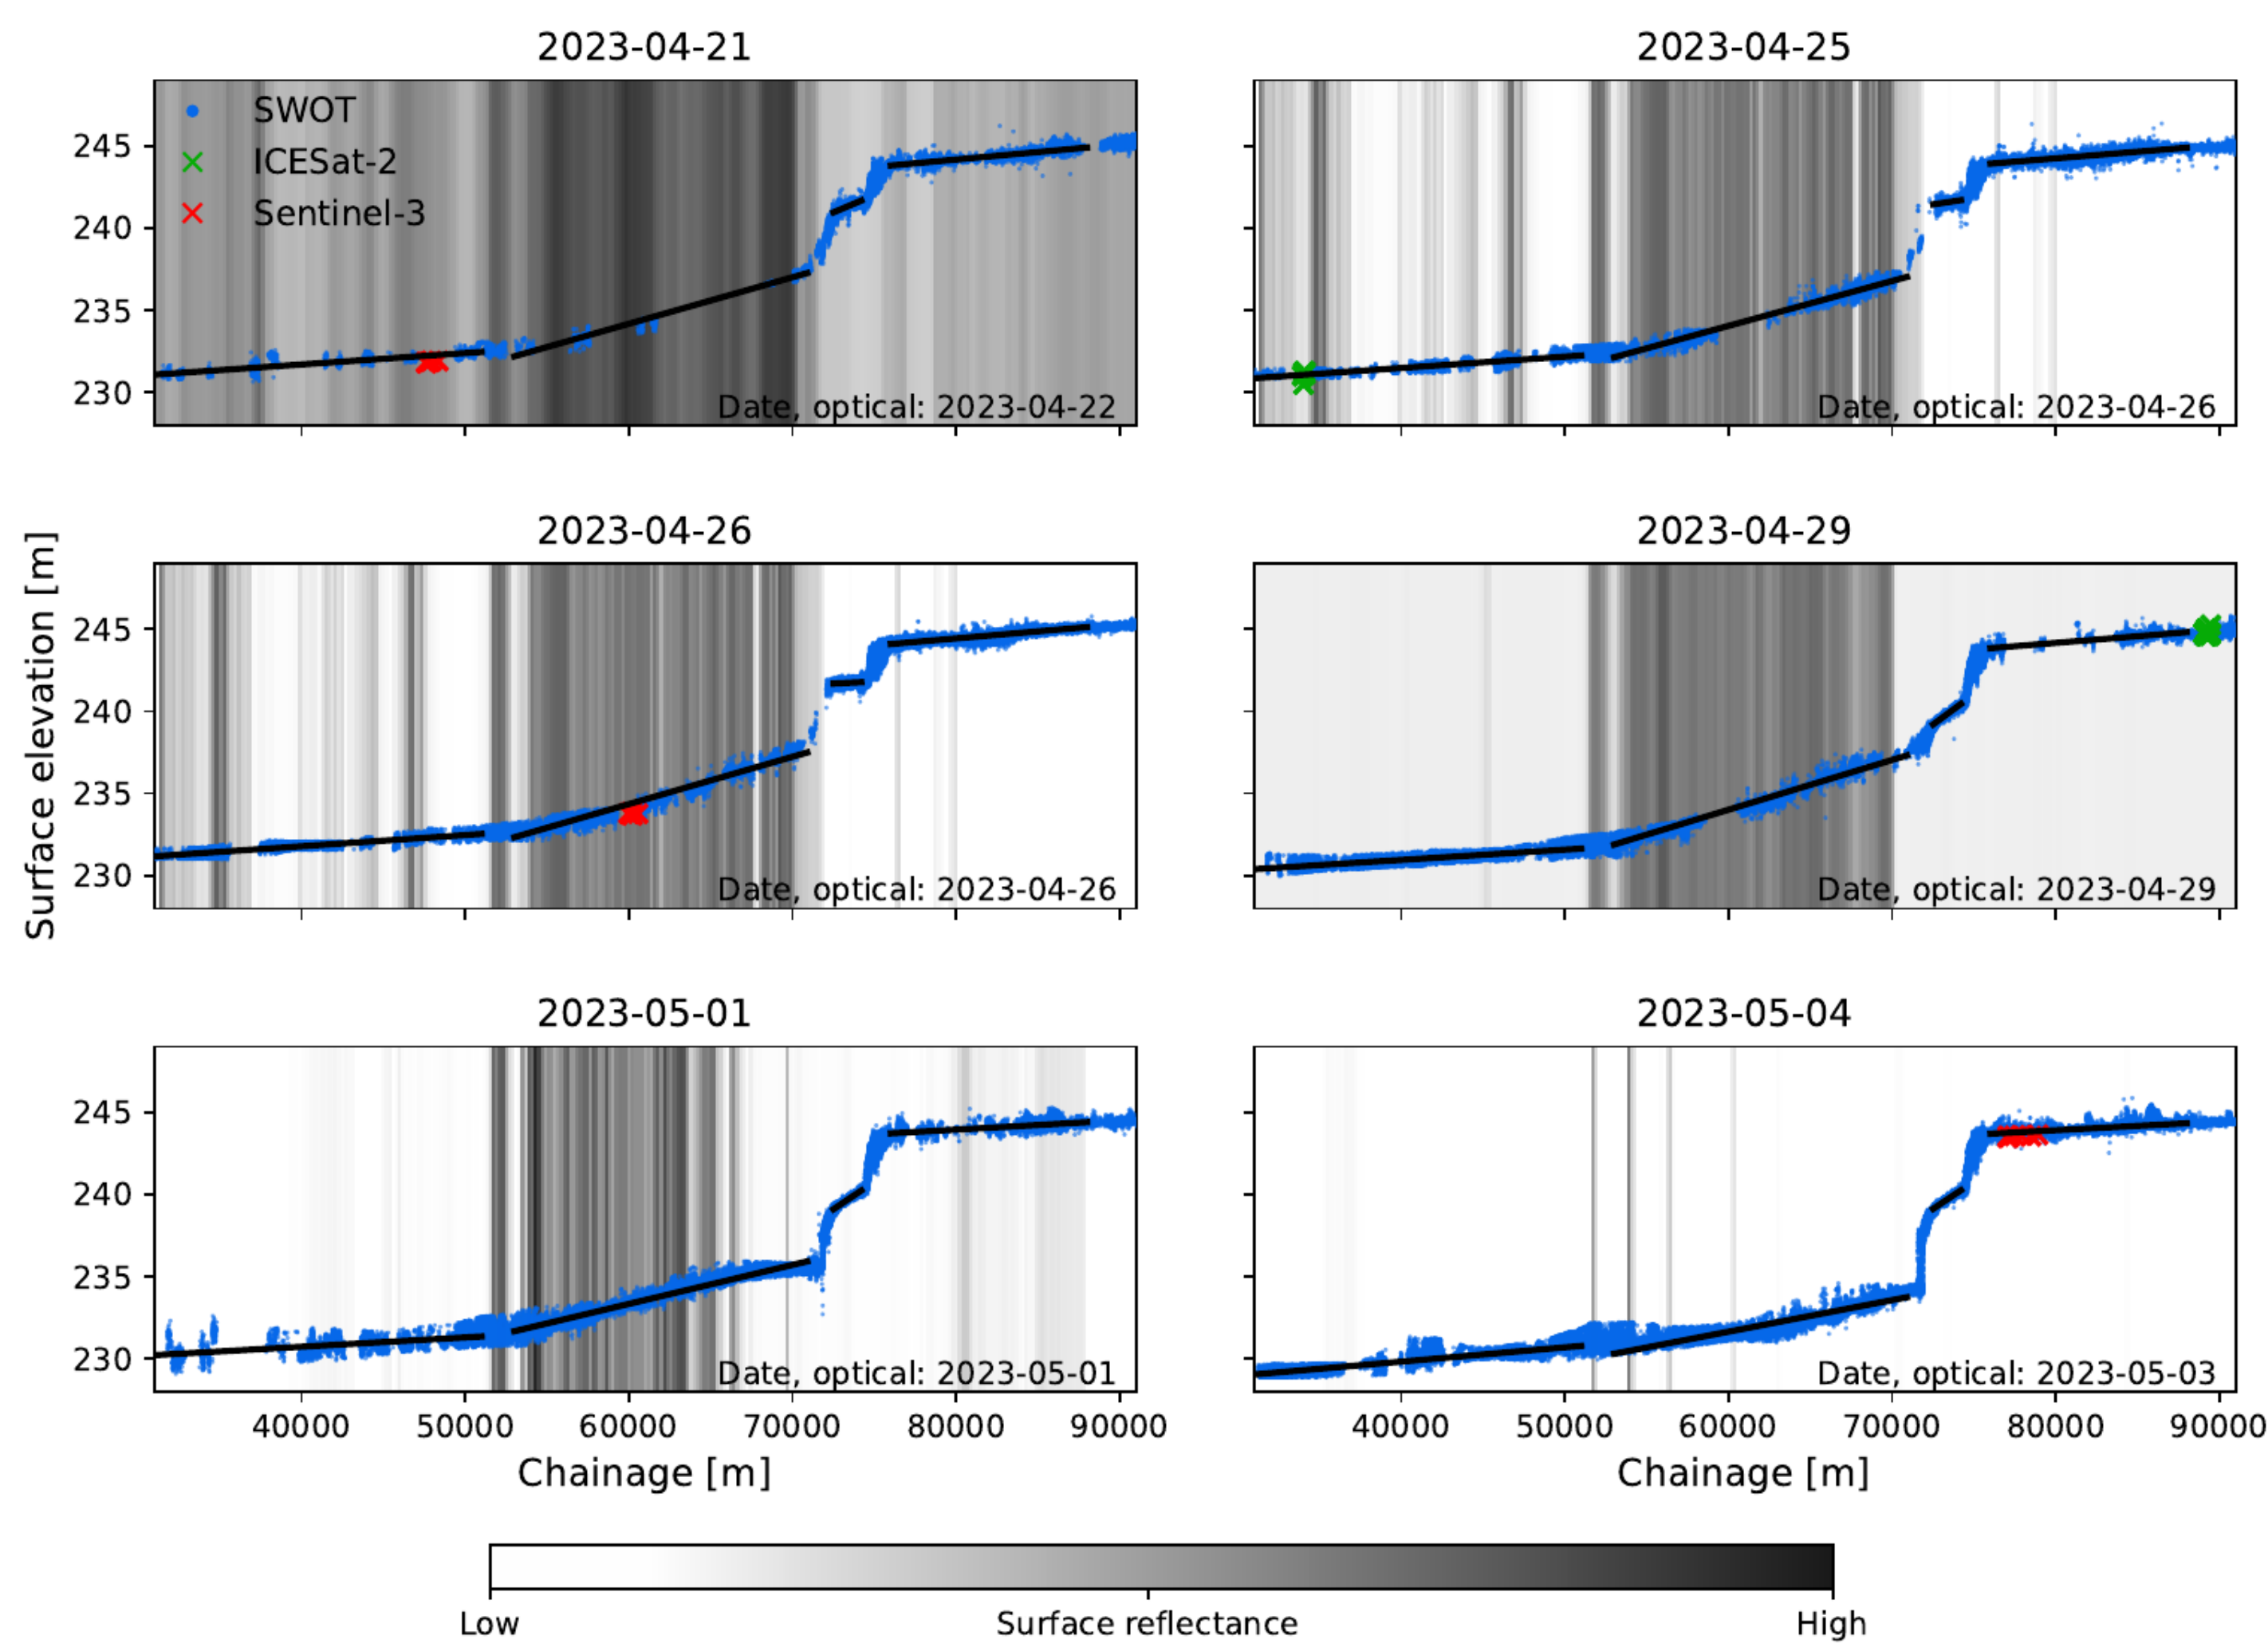 2023-04-21
2023-04-25
SWOT
ICESat-2
Sentinel-3
245
240
235
230
Date, optical: 2023-04-22
Date, optical: 2023-04-26
2023-04-26
2023-04-29
Surface elevation [m]
245
240
235
230
Date, optical: 2023-04-26
Date, optical: 2023-04-29
2023-05-01
2023-05-04
245
240
235
230
Date, optical: 2023-05-01
Date, optical: 2023-05-03
40000 50000 60000 70000 80000 90000
40000 50000 60000 70000 80000 90000
Chainage [m]
Chainage [m]
Low
Surface reflectance
High